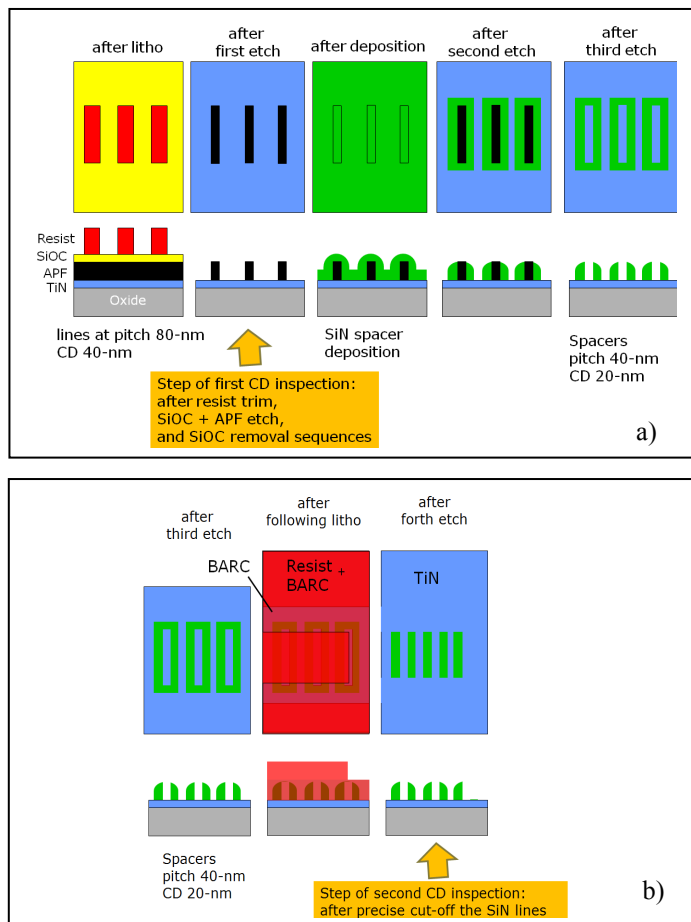 after litho
after
first etch
after deposition
after
second etch
after
third etch
Resist
SiOC
APF
TiN
Oxide
lines at pitch 80-nm
CD 40-nm
SiN spacer
deposition
Spacers
pitch 40-nm
CD 20-nm
Step of first CD inspection:
after resist trim,
SiOC + APF etch,
and SiOC removal sequences
a)
after
third etch
after
following litho
after
forth etch
BARC
Resist +
BARC
TiN
Spacers
pitch 40-nm
CD 20-nm
Step of second CD inspection:
after precise cut-off the SiN lines
b)